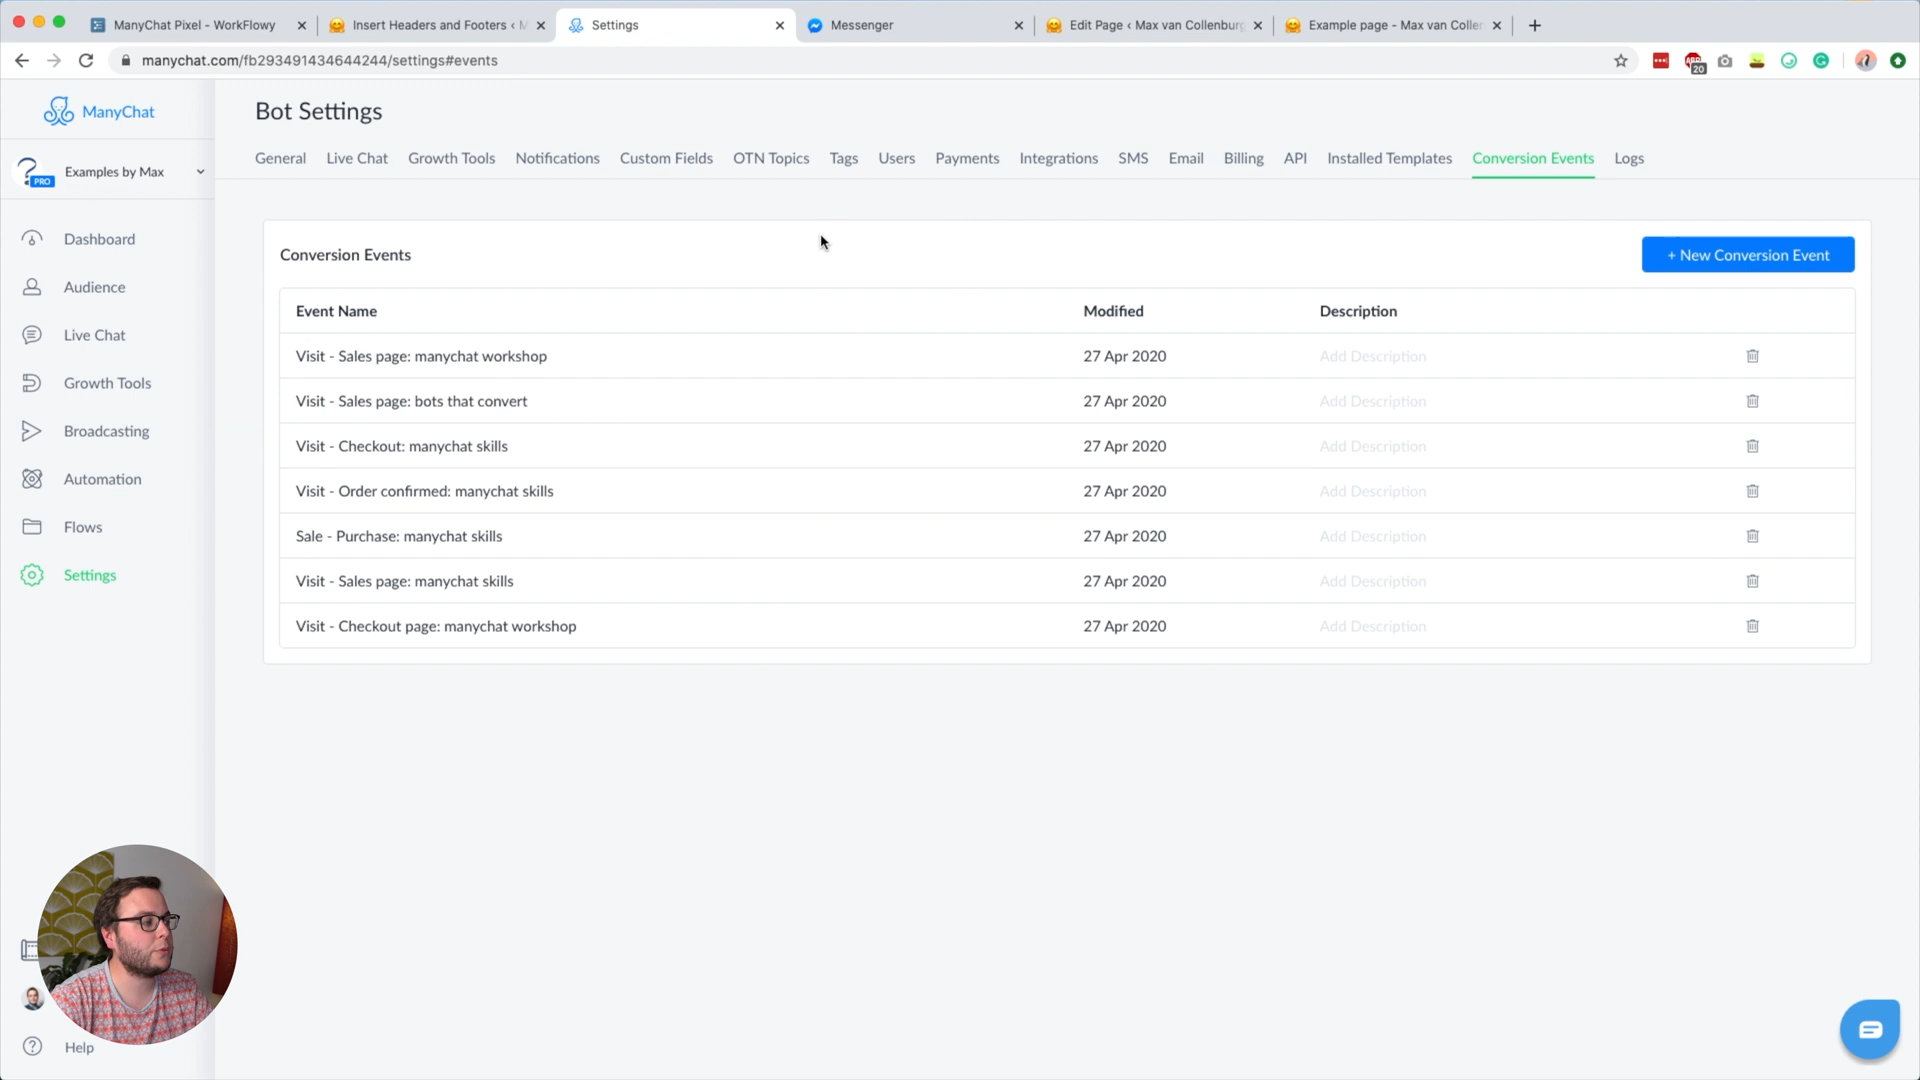 ManyChat Pixel - WorkFlowy
Insert Headers and Footers ‹ M
Settings
Messenger
Edit Page ‹ Max van Collenburg
Example page - Max van Collen
manychat.com/fb293491434644244/settings#events
20
ManyChat
PRO
Examples by Max
Dashboard
Audience
Live Chat
Growth Tools
Broadcasting
Automation
Flows
Settings
Help
Bot Settings
General Live Chat Growth Tools Notifications Custom Fields OTN Topics Tags Users Payments Integrations SMS Email Billing API Installed Templates Conversion Events Logs
Conversion Events
+ New Conversion Event
Event Name Modified Description
Visit - Sales page: manychat workshop 27 Apr 2020 Add Description
Visit - Sales page: bots that convert 27 Apr 2020 Add Description
Visit - Checkout: manychat skills 27 Apr 2020 Add Description
Visit - Order confirmed: manychat skills 27 Apr 2020 Add Description
Sale - Purchase: manychat skills 27 Apr 2020 Add Description
Visit - Sales page: manychat skills 27 Apr 2020 Add Description
Visit - Checkout page: manychat workshop 27 Apr 2020 Add Description